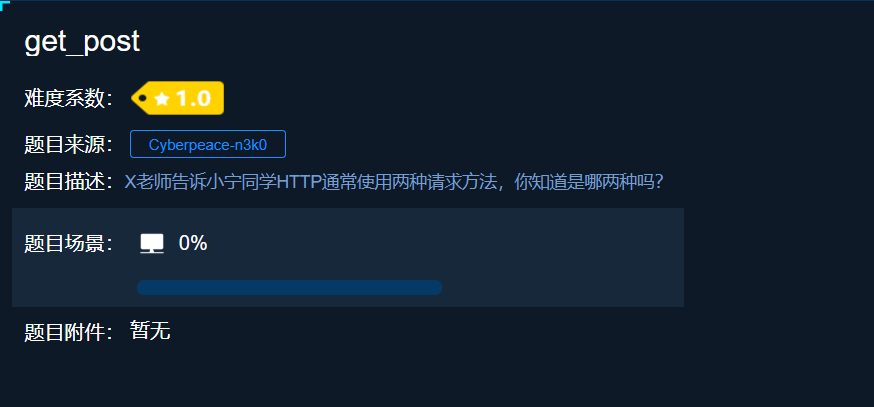 get_post
难度系数： 1.0
题目来源： Cyberpeace-n3k0
题目描述：X老师告诉小宁同学HTTP通常使用两种请求方法，你知道是哪两种吗？
题目场景： 0%
题目附件： 暂无